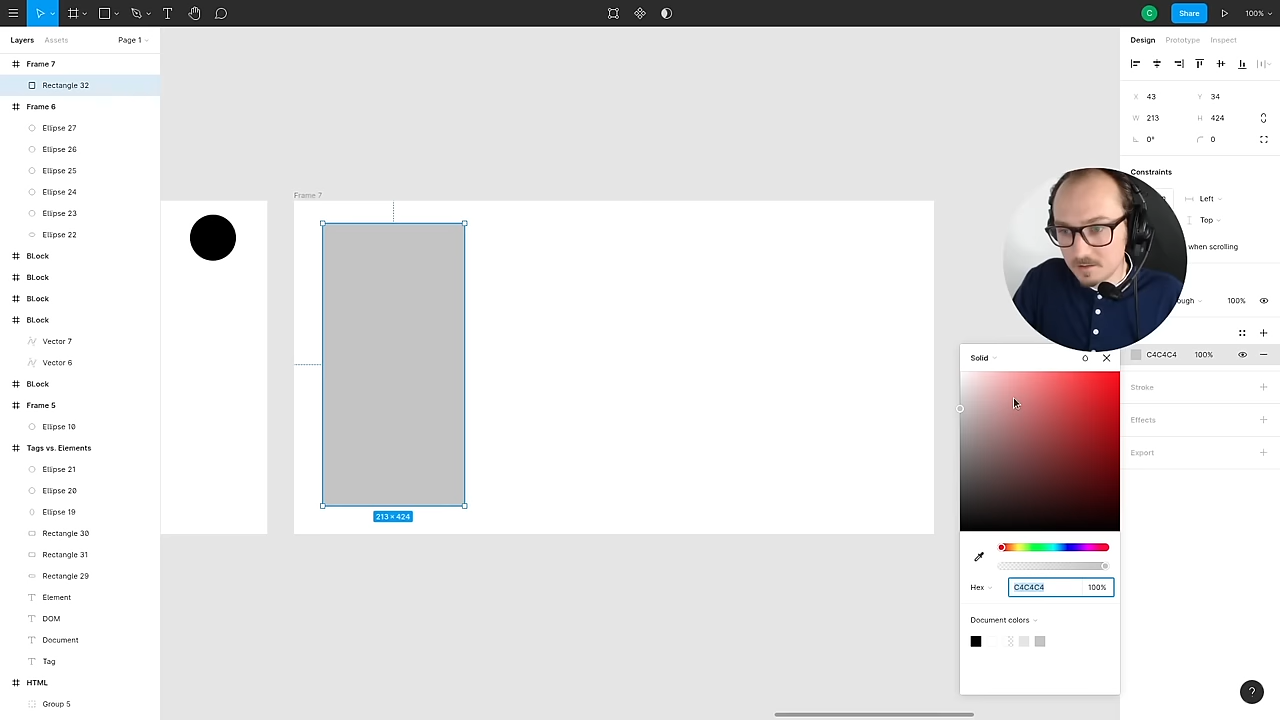 Share
100%
Layers
Assets
Page 1
Design
Prototype
Inspect
Frame 7
Rectangle 32
Frame 6
Ellipse 27
Ellipse 26
Ellipse 25
Ellipse 24
Ellipse 23
Ellipse 22
BLock
BLock
BLock
BLock
Vector 7
Vector 6
BLock
Frame 5
Ellipse 10
Tags vs. Elements
Ellipse 21
Ellipse 20
Ellipse 19
Rectangle 30
Rectangle 31
Rectangle 29
Element
DOM
Document
Tag
HTML
Group 5
Frame 7
213 × 424
X 43 Y 34
W 213 H 424
0° 0
Constraints
Left
Top
when scrolling
100%
C4C4C4 100%
Stroke
Effects
Export
Solid
Hex C4C4C4 100%
Document colors
?